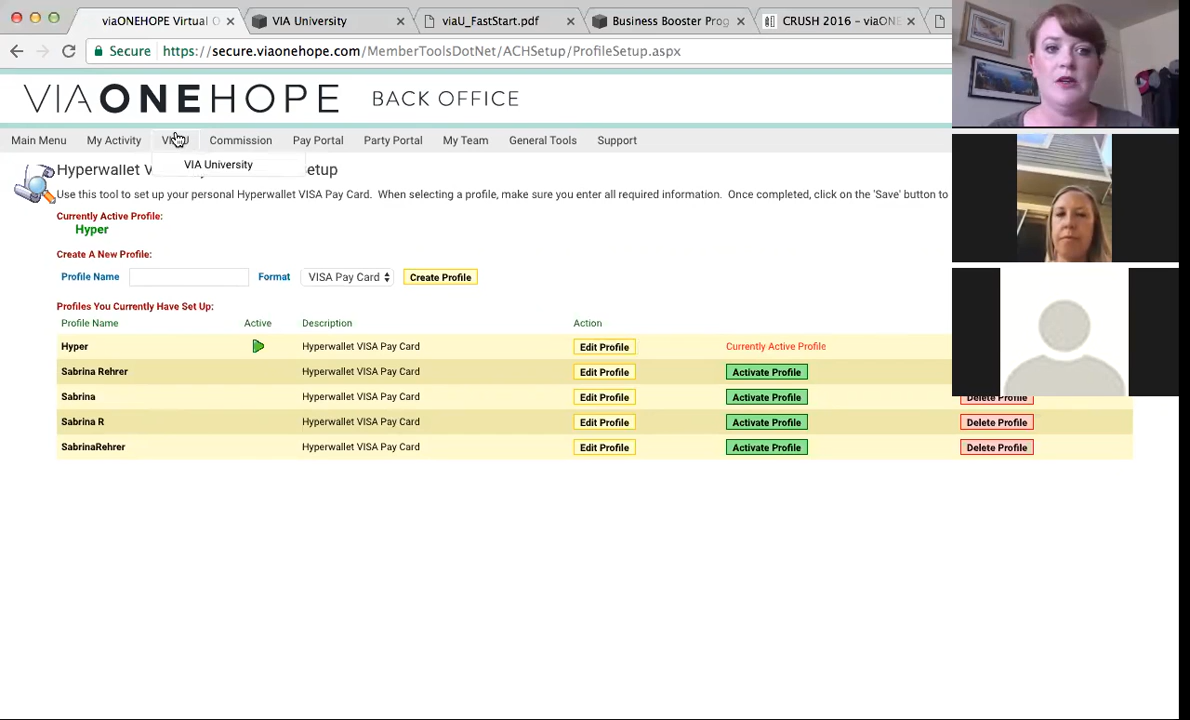 viaONEHOPE Virtual O
VIA University
viaU_FastStart.pdf
Business Booster Prog
CRUSH 2016 – viaONE
Secure https://secure.viaonehope.com/MemberToolsDotNet/ACHSetup/ProfileSetup.aspx
VIAONEHOPE BACK OFFICE
Main Menu My Activity Commission Pay Portal Party Portal My Team General Tools Support
VIA University
Hyperwallet V etup
Use this tool to set up your personal Hyperwallet VISA Pay Card. When selecting a profile, make sure you enter all required information. Once completed, click on the 'Save' button to
Currently Active Profile:
Hyper
Create A New Profile:
Profile Name Format VISA Pay Card Create Profile
Profiles You Currently Have Set Up:
Profile Name Active Description Action
Hyper Hyperwallet VISA Pay Card Edit Profile Currently Active Profile
Sabrina Rehrer Hyperwallet VISA Pay Card Edit Profile Activate Profile
Sabrina Hyperwallet VISA Pay Card Edit Profile Activate Profile Delete Profile
Sabrina R Hyperwallet VISA Pay Card Edit Profile Activate Profile Delete Profile
SabrinaRehrer Hyperwallet VISA Pay Card Edit Profile Activate Profile Delete Profile